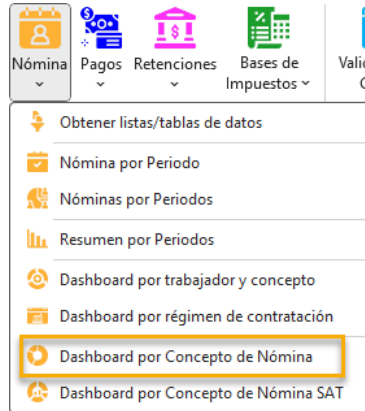 Nómina
Pagos
Retenciones
Bases de
Impuestos
Obtener listas/tablas de datos
Nómina por Periodo
Nóminas por Periodos
Resumen por Periodos
Dashboard por trabajador y concepto
Dashboard por régimen de contratación
Dashboard por Concepto de Nómina
Dashboard por Concepto de Nómina SAT